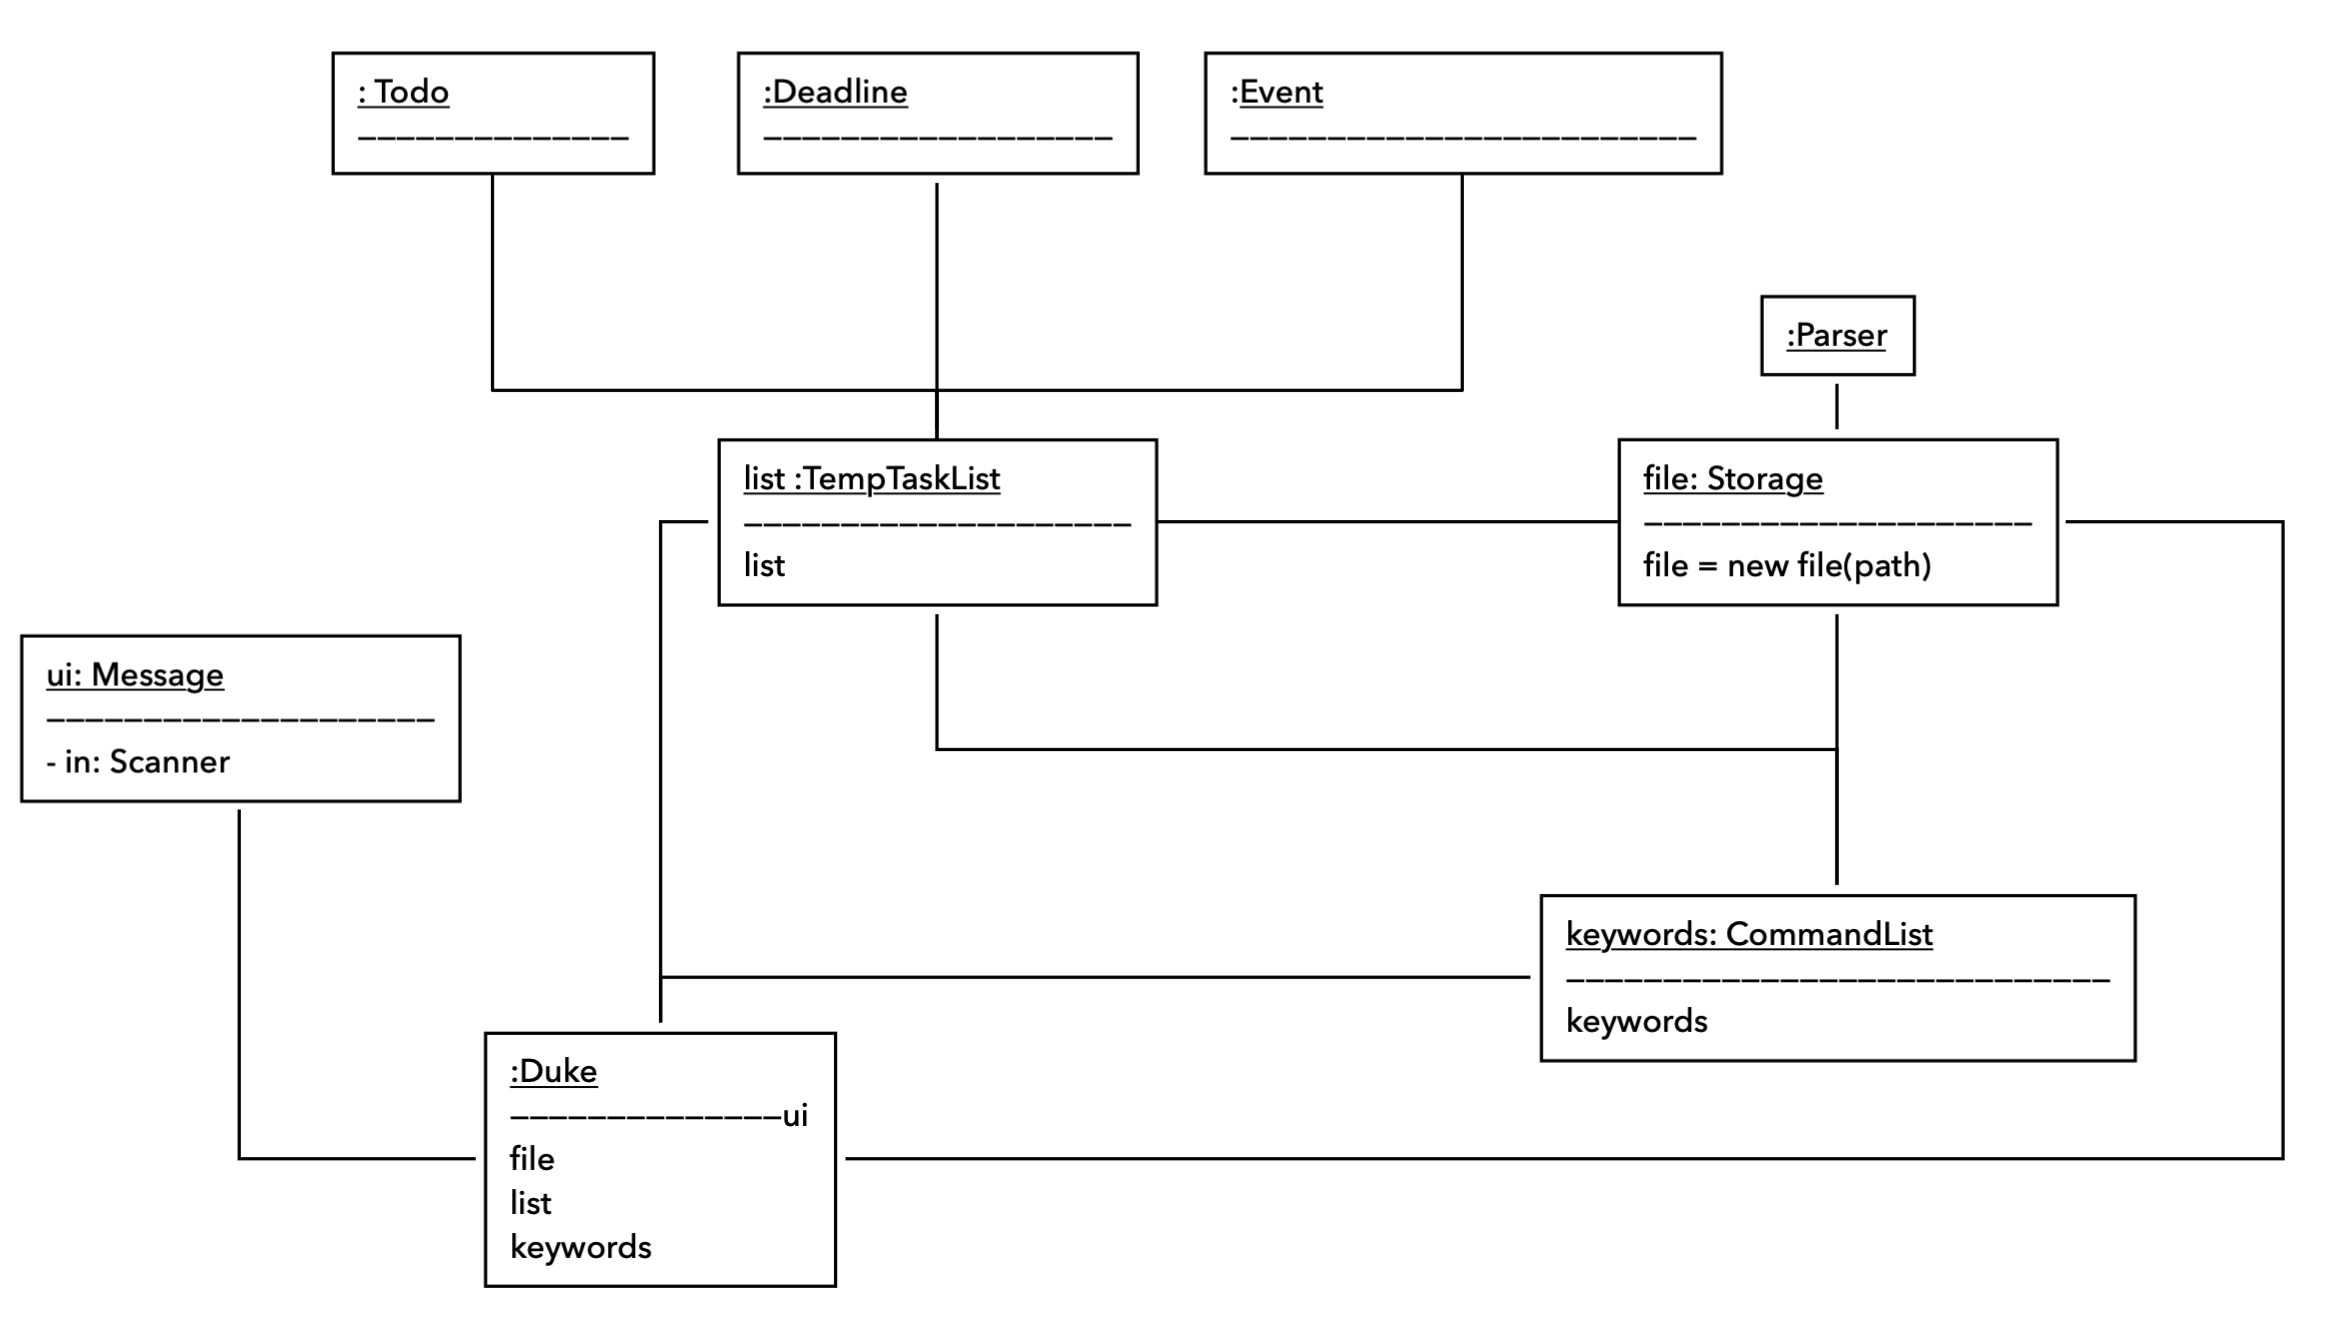 : Todo
:Deadline
:Event
:Parser
list :TempTaskList
list
file: Storage
file = new file(path)
ui: Message
- in: Scanner
keywords: CommandList
keywords
:Duke
ui
file
list
keywords